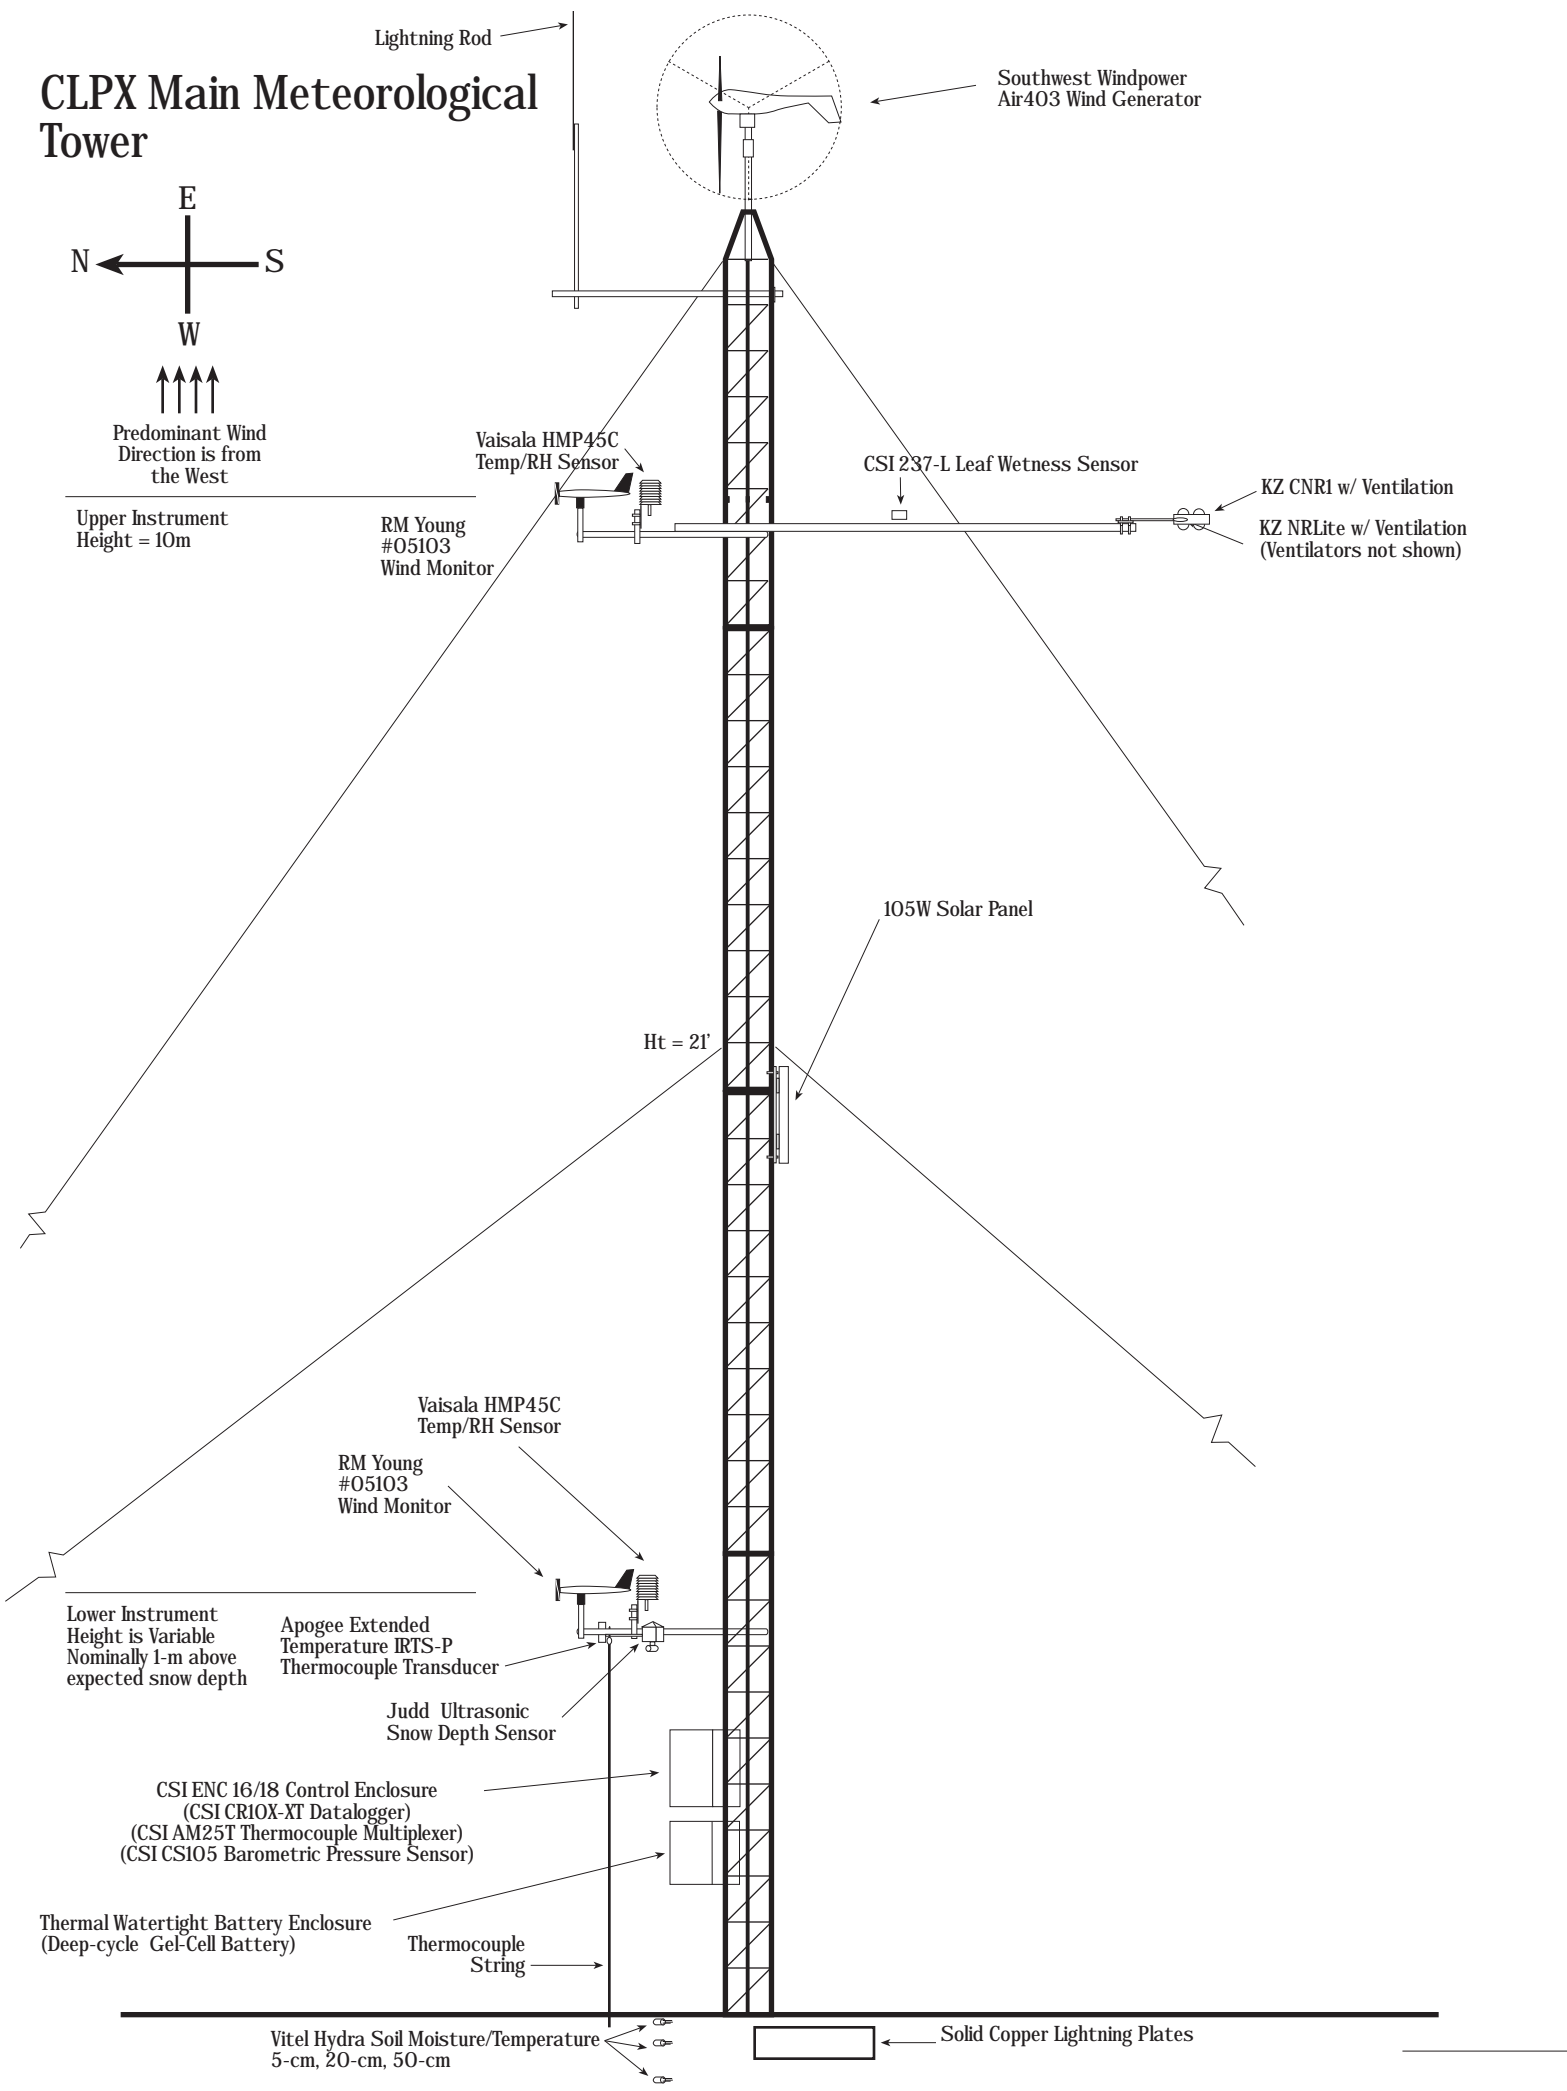 Lightning Rod
CLPX Main Meteorological
Tower
Southwest Windpower
Air403 Wind Generator
E
N
S
W
Predominant Wind
Direction is from
the West
Upper Instrument
Height = 10m
Vaisala HMP45C
Temp/RH Sensor
RM Young
#05103
Wind Monitor
CSI 237-L Leaf Wetness Sensor
KZ CNR1 w/ Ventilation
KZ NRLite w/ Ventilation
(Ventilators not shown)
105W Solar Panel
Ht = 21'
Vaisala HMP45C
Temp/RH Sensor
RM Young
#05103
Wind Monitor
Lower Instrument
Height is Variable
Nominally 1-m above
expected snow depth
Apogee Extended
Temperature IRTS-P
Thermocouple Transducer
Judd Ultrasonic
Snow Depth Sensor
CSI ENC 16/18 Control Enclosure
(CSI CR10X-XT Datalogger)
(CSI AM25T Thermocouple Multiplexer)
(CSI CS105 Barometric Pressure Sensor)
Thermal Watertight Battery Enclosure
(Deep-cycle Gel-Cell Battery)
Thermocouple
String
Vitel Hydra Soil Moisture/Temperature
5-cm, 20-cm, 50-cm
Solid Copper Lightning Plates